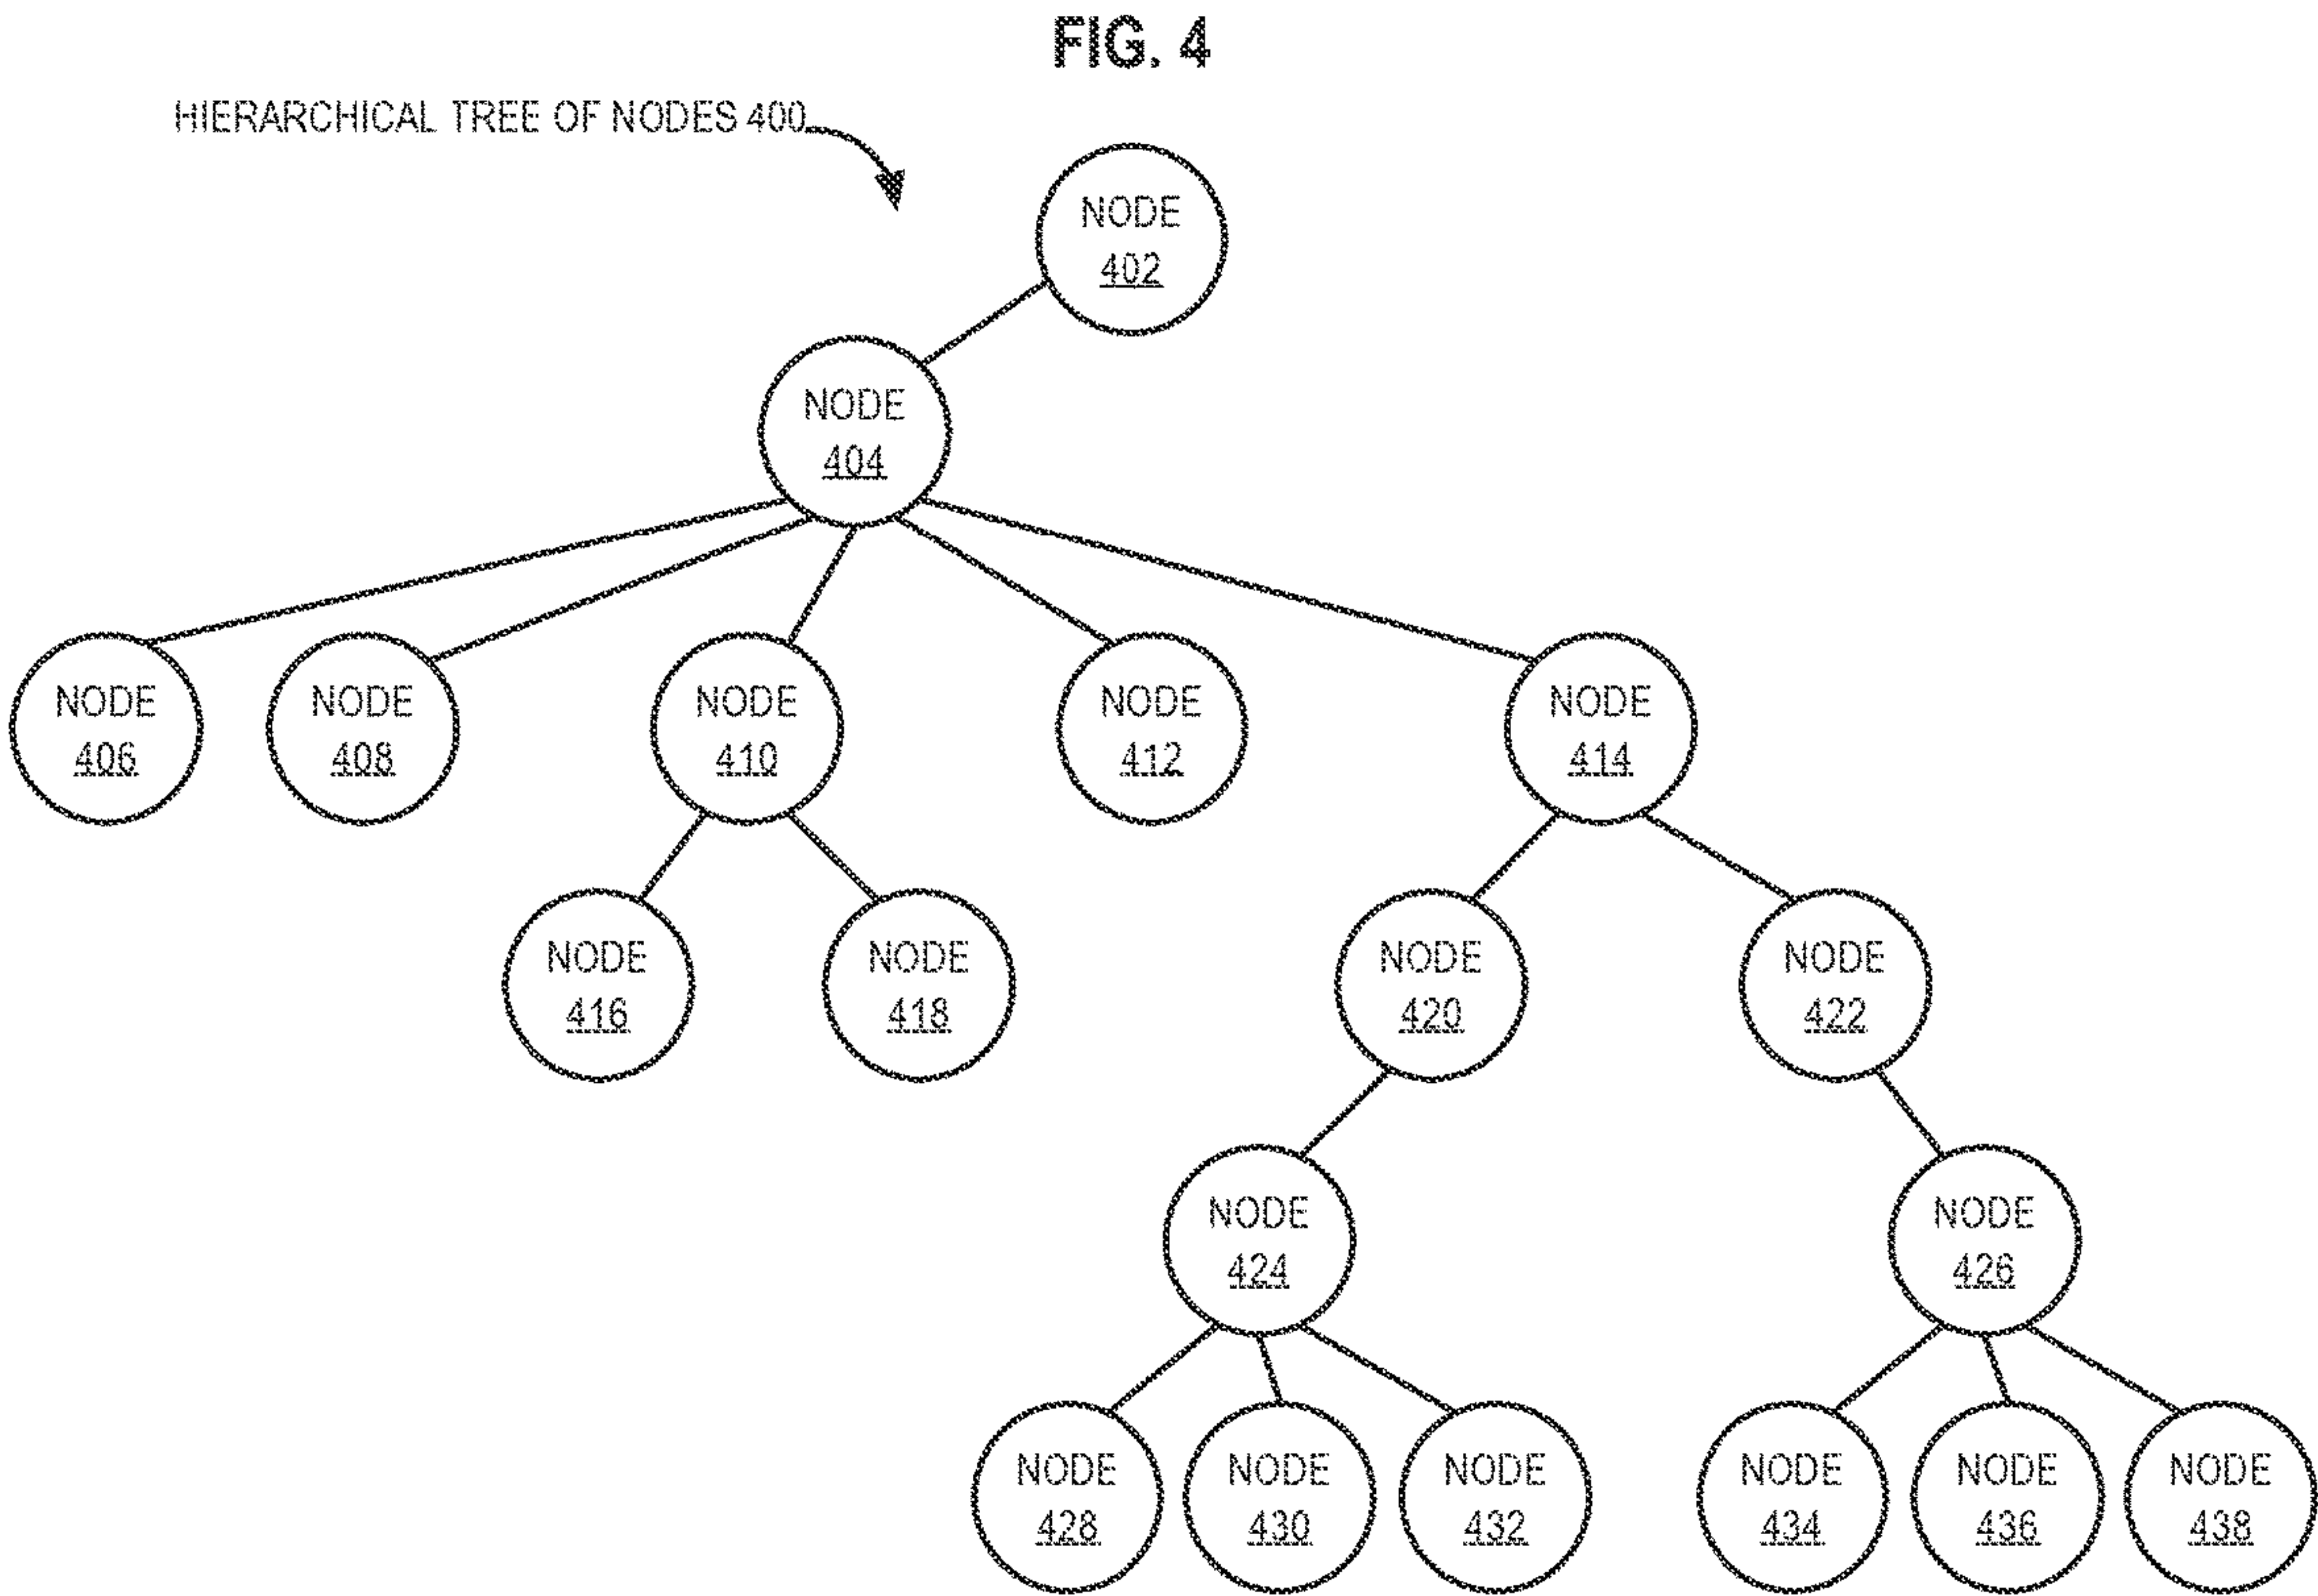 FIG. 4
HIERARCHICAL TREE OF NODES 400
NODE
402
NODE
404
NODE
406
NODE
408
NODE
410
NODE
412
NODE
414
NODE
416
NODE
418
NODE
420
NODE
422
NODE
424
NODE
426
NODE
428
NODE
430
NODE
432
NODE
434
NODE
436
NODE
438